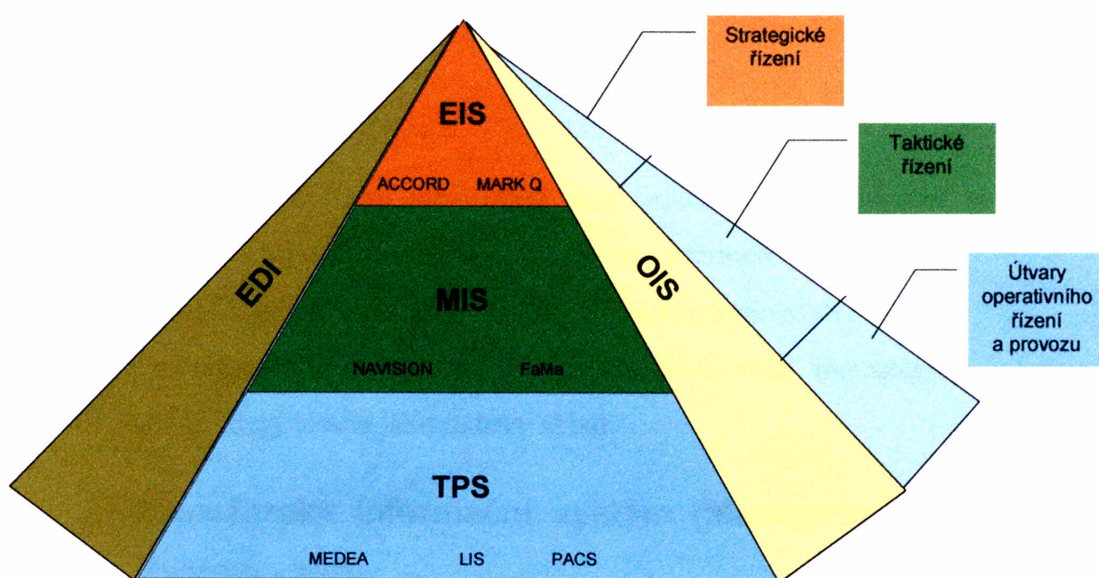 Strategické
řízení
EIS
ACCORD MARK Q
Taktické
řízení
EDI
OIS
MIS
NAVISION FaMa
Útvary
operativního
řízení
a provozu
TPS
MEDEA LIS PACS